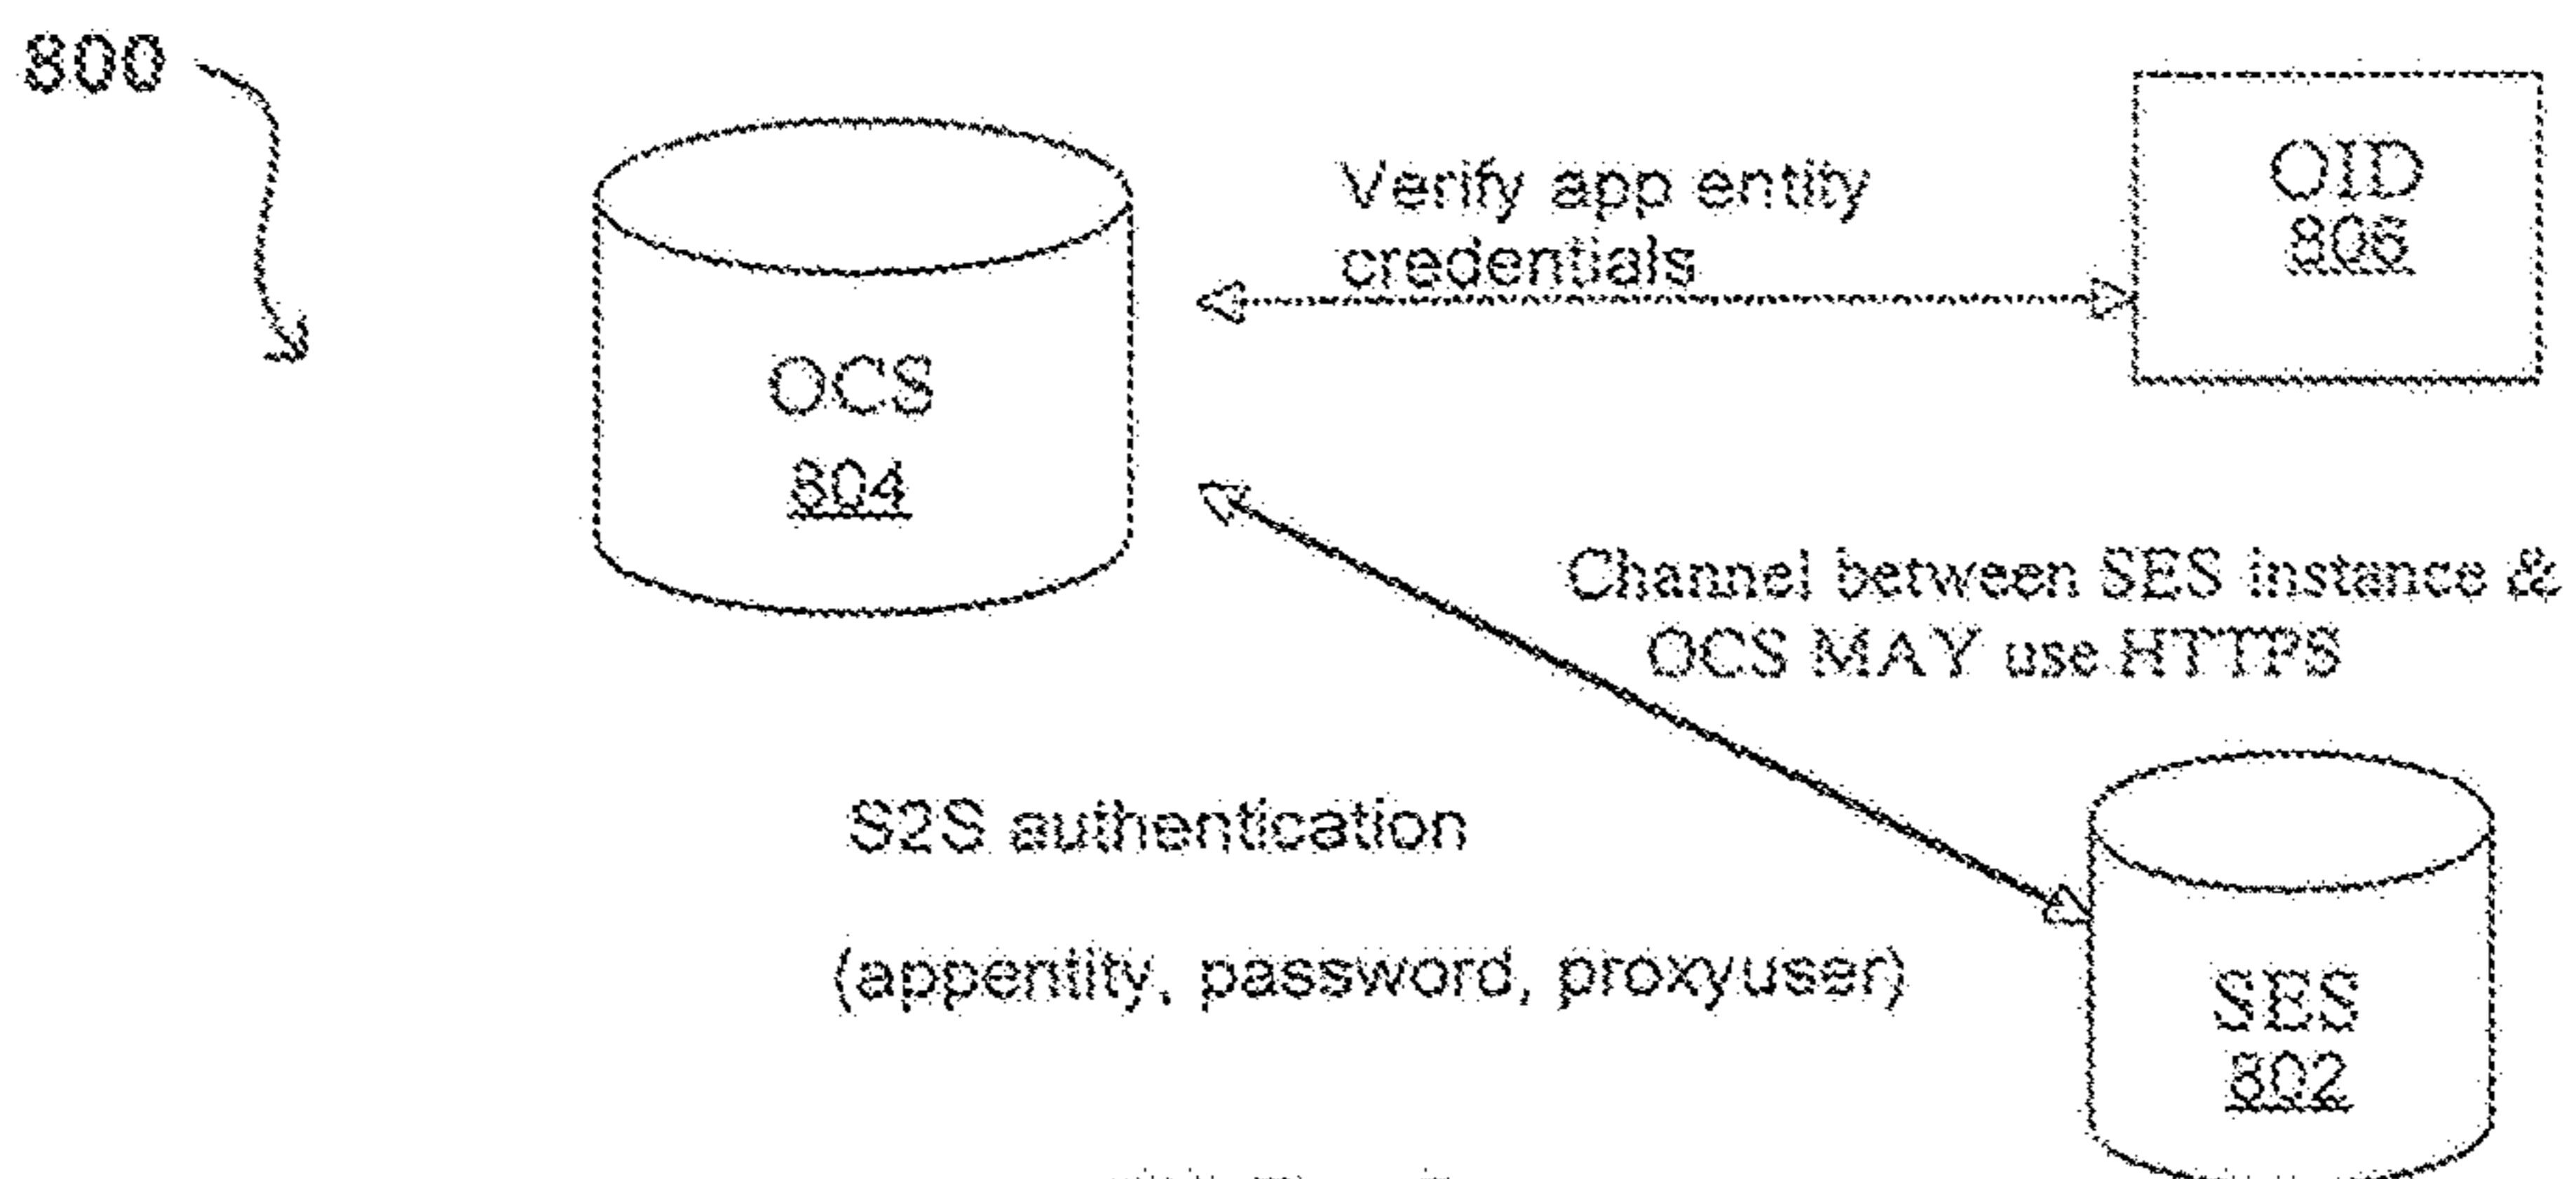 800
Verify app entity
credentials
OID
806
OCS
804
Channel between SES instance &
OCS MAY use HTTPS
S2S authentication
(appentity, password, proxyuser)
SES
802